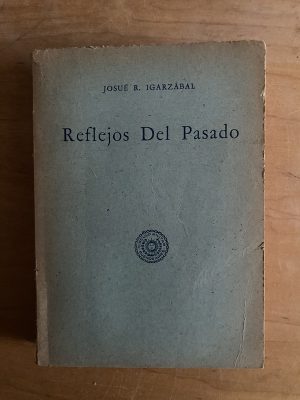 JOSUÉ R. IGARZÁBAL
Reflejos Del Pasado